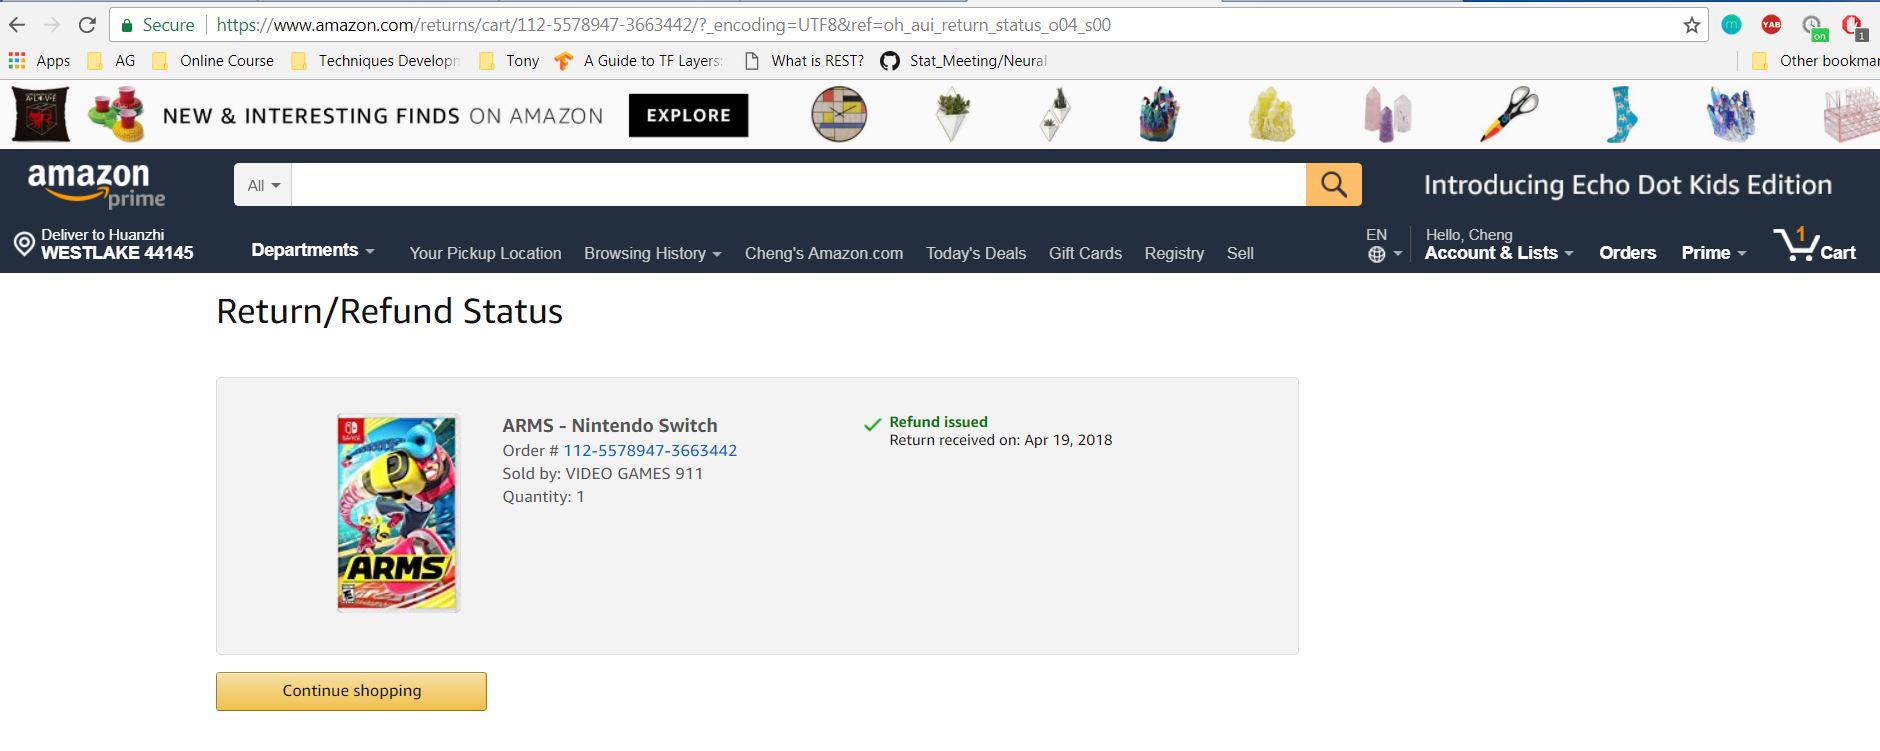 Secure https://www.amazon.com/returns/cart/112-5578947-3663442/?_encoding=UTF8&ref=oh_aui_return_status_o04_s00
m YAB on 1
Apps AG Online Course Techniques Developm Tony A Guide to TF Layers: What is REST? Stat_Meeting/Neural Other bookmar
NEW & INTERESTING FINDS ON AMAZON EXPLORE
amazon prime
All
Introducing Echo Dot Kids Edition
Deliver to Huanzhi
WESTLAKE 44145
Departments Your Pickup Location Browsing History Cheng's Amazon.com Today's Deals Gift Cards Registry Sell
EN
Hello, Cheng
Account & Lists Orders Prime 1 Cart
Return/Refund Status
ARMS
ARMS - Nintendo Switch
Order # 112-5578947-3663442
Sold by: VIDEO GAMES 911
Quantity: 1
Refund issued
Return received on: Apr 19, 2018
Continue shopping